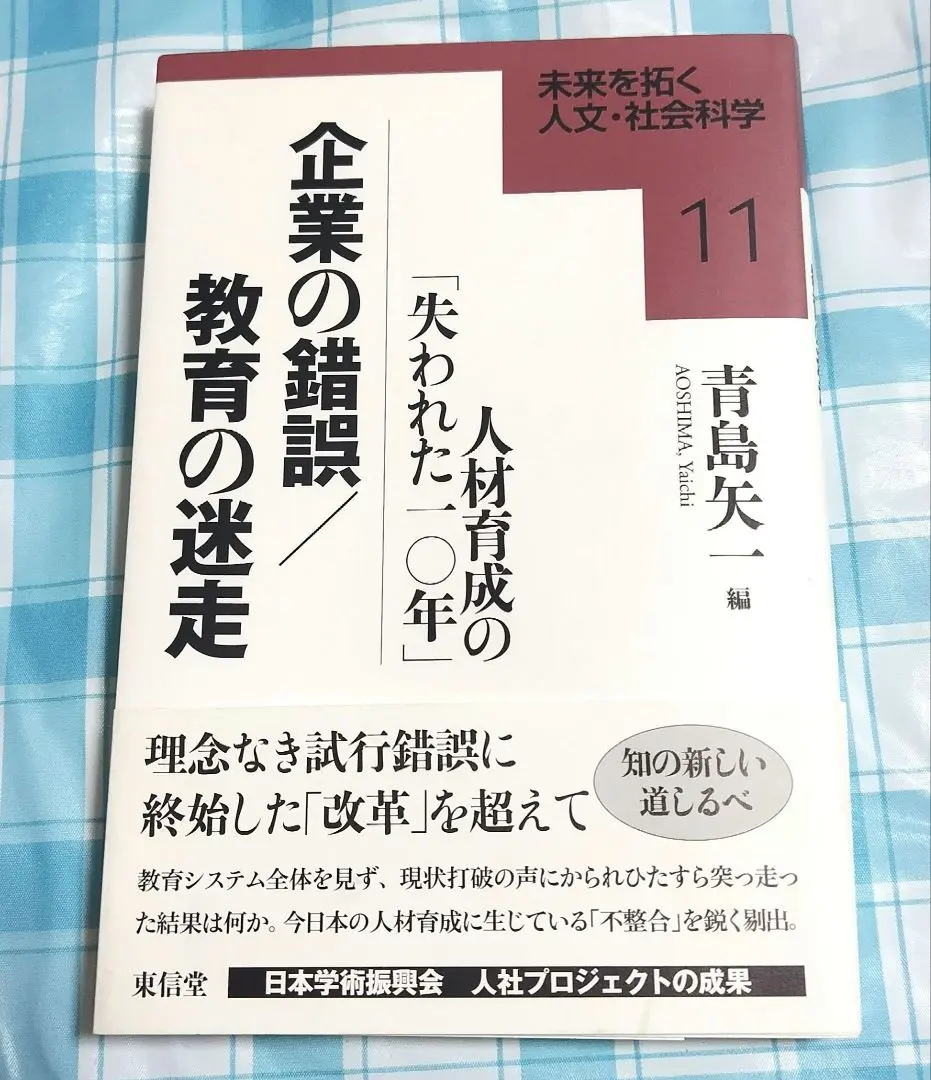 未来を拓く
人文・社会科学
11
青島矢一 編
AOSHIMA, Yaichi
人材育成の
「失われた一〇年」
企業の錯誤/
教育の迷走
理念なき試行錯誤に
終始した「改革」を超えて
知の新しい
道しるべ
教育システム全体を見ず、現状打破の声にかられひたすら突っ走っ
た結果は何か。今日本の人材育成に生じている「不整合」を鋭く剔出。
東信堂
日本学術振興会 人社プロジェクトの成果